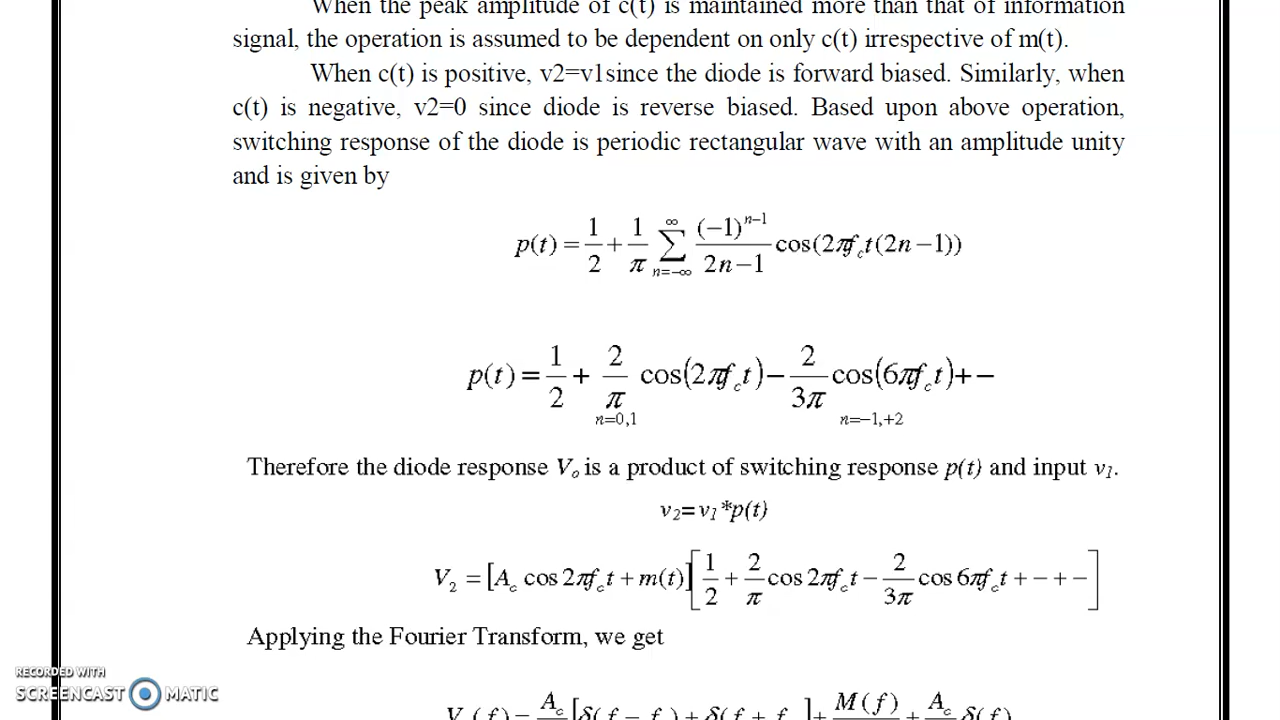 When the peak amplitude of c(t) is maintained more than that of information
signal, the operation is assumed to be dependent on only c(t) irrespective of m(t).
When c(t) is positive, v2=v1since the diode is forward biased. Similarly, when
c(t) is negative, v2=0 since diode is reverse biased. Based upon above operation,
switching response of the diode is periodic rectangular wave with an amplitude unity
and is given by
p(t) = 1/2 + 1/π ∑_{n=-∞}^{∞} (-1)^{n-1}/(2n-1) cos(2πf_c t(2n-1))
p(t) = 1/2 + 2/π cos(2πf_c t) - 2/3π cos(6πf_c t)+-
n=0,1 n=-1,+2
Therefore the diode response V_o is a product of switching response p(t) and input v_1.
v_2=v_1*p(t)
V_2 = [A_c cos 2πf_c t + m(t)][1/2 + 2/π cos 2πf_c t - 2/3π cos 6πf_c t + - + -]
Applying the Fourier Transform, we get
RECORDED WITH
SCREENCAST MATIC
A_c [δ(f - f ) + δ(f + f ] + M(f) + A_c δ(f)